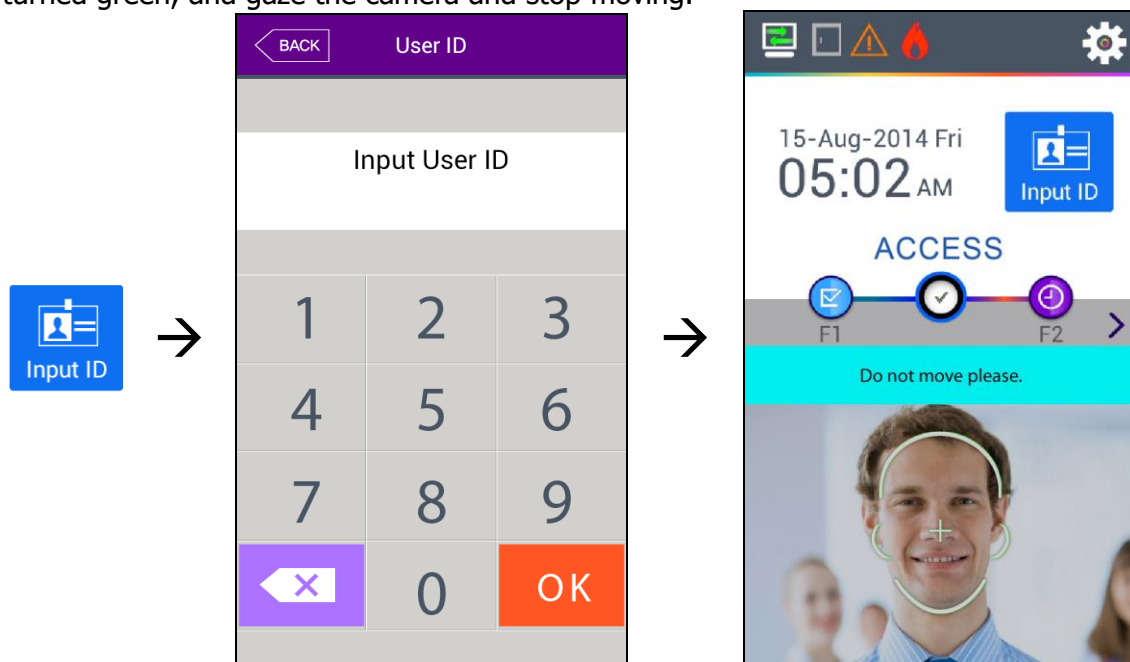 turned green, and gaze the camera and stop moving.
Input ID
→
BACK
User ID
Input User ID
1 2 3
4 5 6
7 8 9
0 OK
→
15-Aug-2014 Fri
05:02 AM
Input ID
ACCESS
F1
F2
Do not move please.